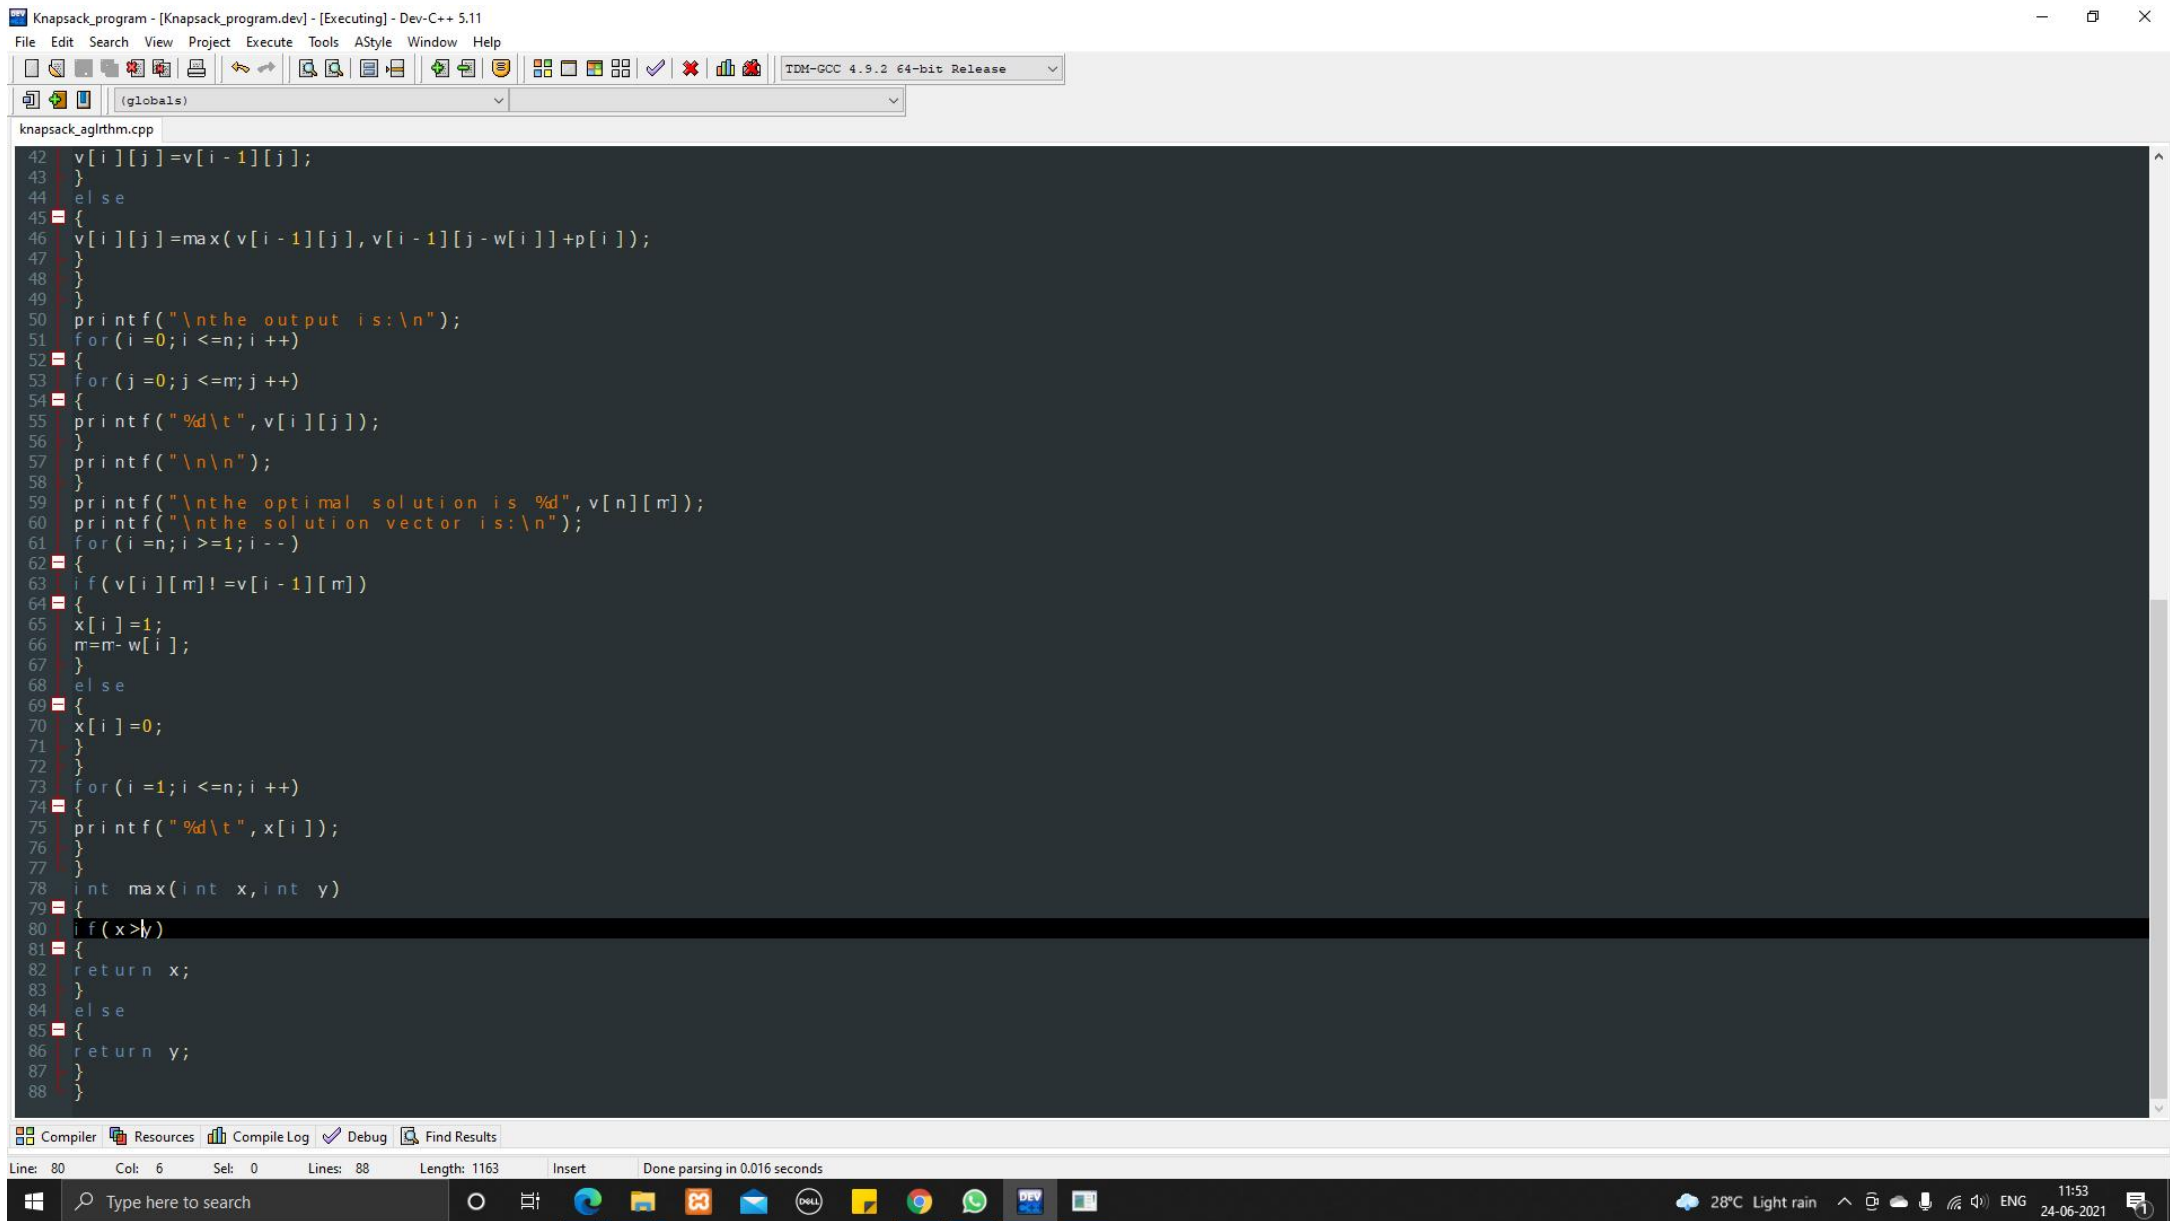 Knapsack_program - [Knapsack_program.dev] - [Executing] - Dev-C++ 5.11
File Edit Search View Project Execute Tools AStyle Window Help
TDM-GCC 4.9.2 64-bit Release
(globals)
knapsack_aglrthm.cpp
42 v[i][j]=v[i-1][j];
43 }
44 else
45 {
46 v[i][j]=max(v[i-1][j],v[i-1][j-w[i]]+p[i]);
47 }
48 }
49 }
50 printf("\nthe output is:\n");
51 for(i=0;i<=n;i++)
52 {
53 for(j=0;j<=m;j++)
54 {
55 printf("%d\t",v[i][j]);
56 }
57 printf("\n\n");
58 }
59 printf("\nthe optimal solution is %d",v[n][m]);
60 printf("\nthe solution vector is:\n");
61 for(i=n;i>=1;i--)
62 {
63 if(v[i][m]!=v[i-1][m])
64 {
65 x[i]=1;
66 m=m-w[i];
67 }
68 else
69 {
70 x[i]=0;
71 }
72 }
73 for(i=1;i<=n;i++)
74 {
75 printf("%d\t",x[i]);
76 }
77 }
78 int max(int x,int y)
79 {
80 if(x>y)
81 {
82 return x;
83 }
84 else
85 {
86 return y;
87 }
88 }
Compiler Resources Compile Log Debug Find Results
Line: 80 Col: 6 Sel: 0 Lines: 88 Length: 1163 Insert Done parsing in 0.016 seconds
Type here to search DELL DEV 28°C Light rain ENG 11:53
24-06-2021 1